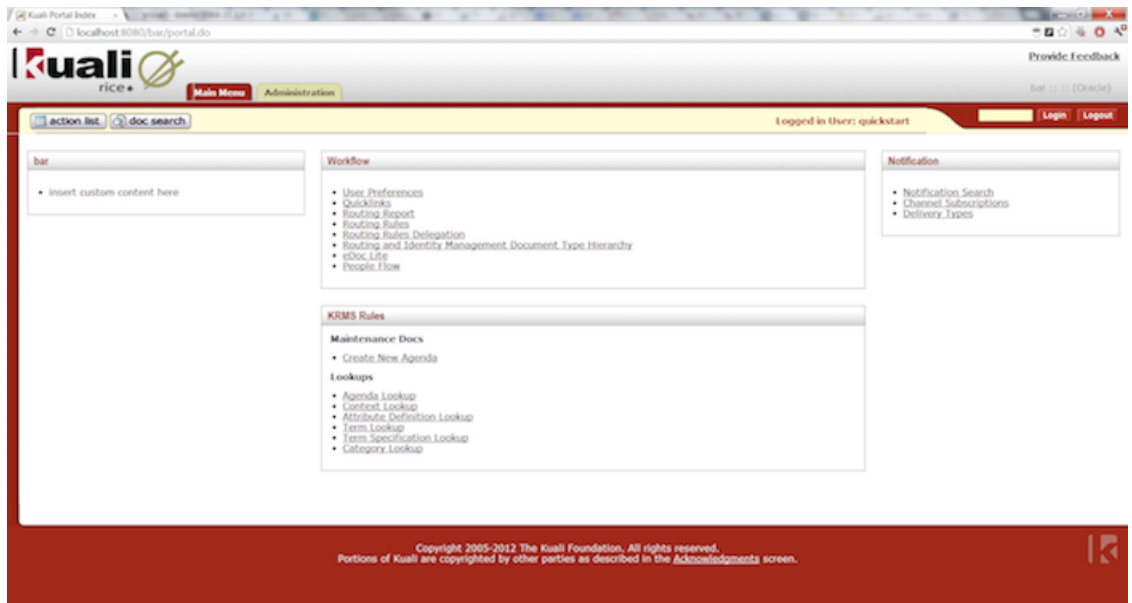 Kuali Portal Index
localhost:8080/bar/portal.do
Kuali
rice
Provide Feedback
Main Menu
Administration
bar :: :: (Oracle)
action list
doc search
Logged in User: quickstart
Login
Logout
bar
• insert custom content here
Workflow
• User Preferences
• Quicklinks
• Routing Report
• Routing Rules
• Routing Rules Delegation
• Routing and Identity Management Document Type Hierarchy
• eDoc Lite
• People Flow
KRMS Rules
Maintenance Docs
• Create New Agenda
Lookups
• Agenda Lookup
• Context Lookup
• Attribute Definition Lookup
• Term Lookup
• Term Specification Lookup
• Category Lookup
Notification
• Notification Search
• Channel Subscriptions
• Delivery Types
Copyright 2005-2012 The Kuali Foundation. All rights reserved.
Portions of Kuali are copyrighted by other parties as described in the Acknowledgments screen.